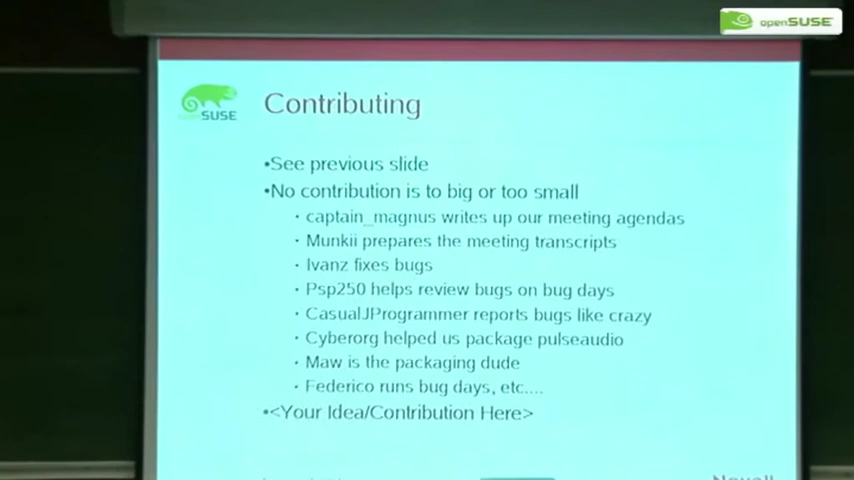 openSUSE
openSUSE
Contributing
•See previous slide
•No contribution is to big or too small
· captain_magnus writes up our meeting agendas
· Munkii prepares the meeting transcripts
· Ivanz fixes bugs
· Psp250 helps review bugs on bug days
· CasualJProgrammer reports bugs like crazy
· Cyberorg helped us package pulseaudio
· Maw is the packaging dude
· Federico runs bug days, etc....
•<Your Idea/Contribution Here>
Novell